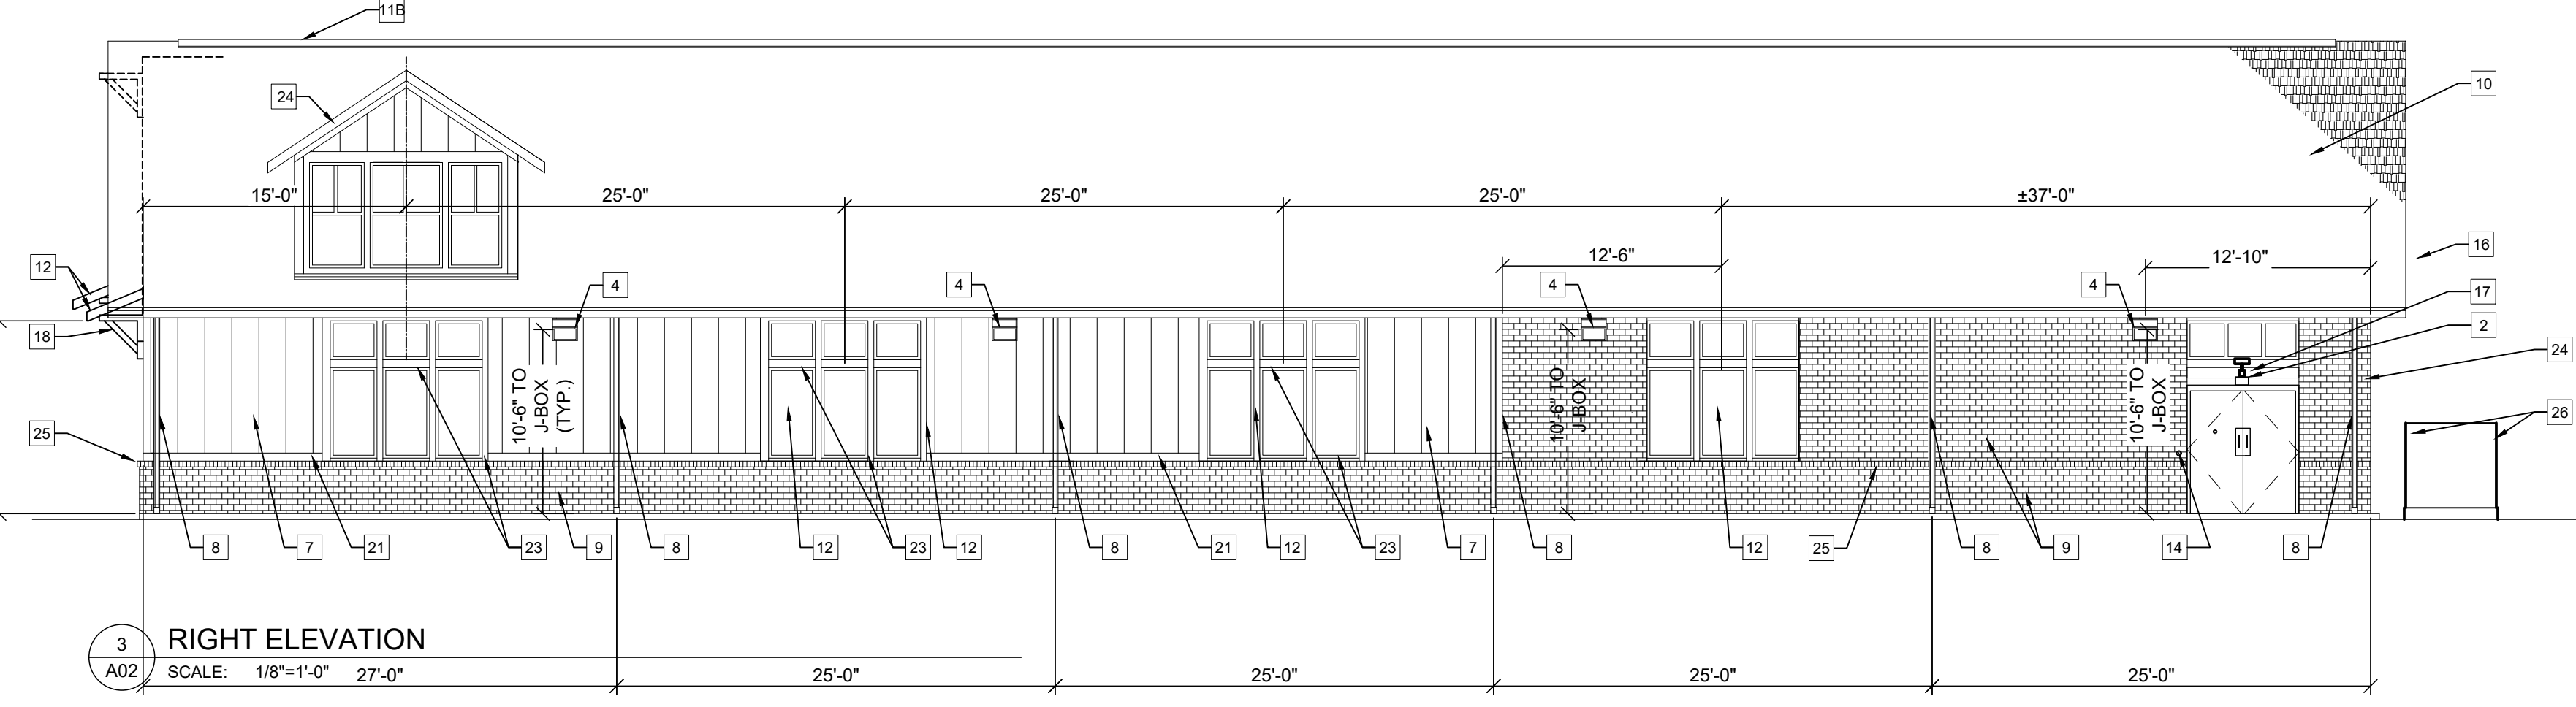 11B
24
10
15'-0" 25'-0" 25'-0" 25'-0" ±37'-0"
12 12'-6" 12'-10" 16
4 4 4 4 17
18 2
24
10'-6" TO
J-BOX
(TYP.)
10'-6" TO
J-BOX
10'-6" TO
J-BOX
25 26
8 7 21 23 9 8 12 23 12 8 21 12 23 7 8 12 25 8 9 14 8
3
A02
RIGHT ELEVATION
SCALE: 1/8"=1'-0"
27'-0" 25'-0" 25'-0" 25'-0" 25'-0"